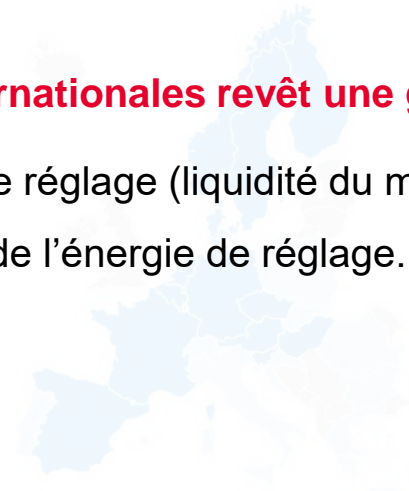 rnationales revêt une
e réglage (liquidité du
de l'énergie de réglage.